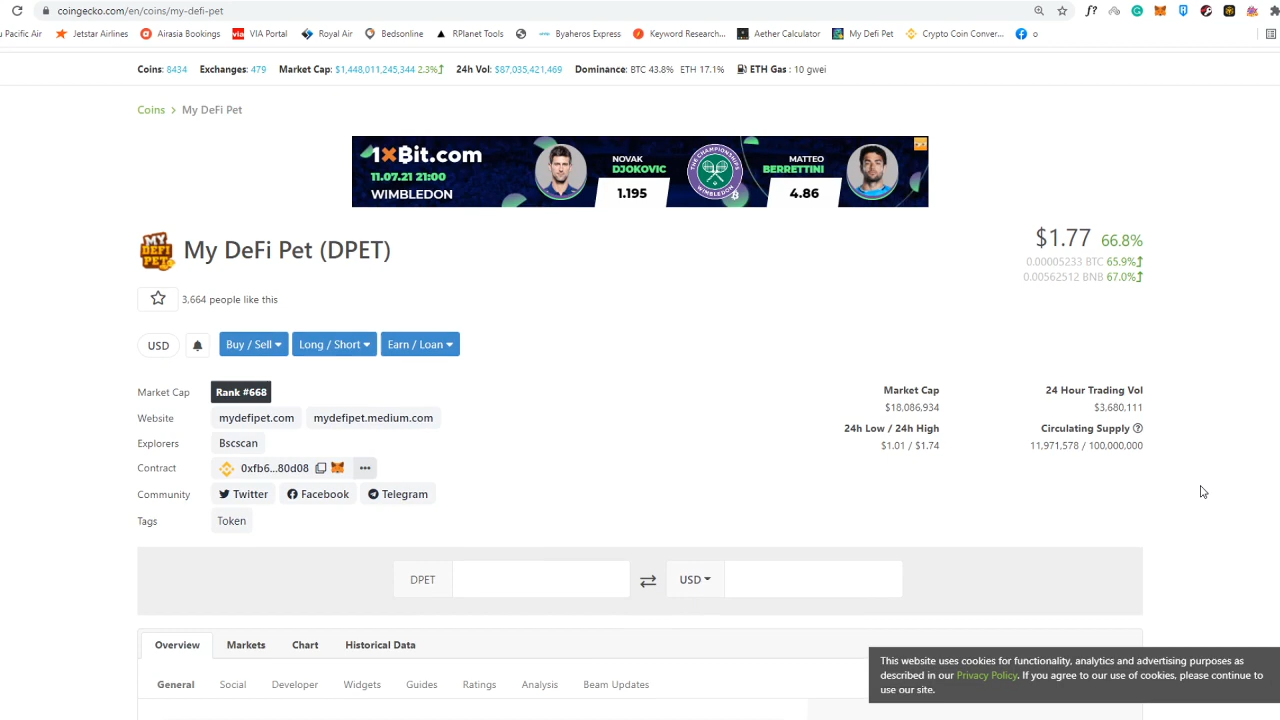 coingecko.com/en/coins/my-defi-pet
Pacific Air Jetstar Airlines Airasia Bookings via VIA Portal Royal Air Bedsonline RPlanet Tools Byaheros Express Keyword Research... Aether Calculator My Defi Pet Crypto Coin Conver... o
Coins: 8434 Exchanges: 479 Market Cap: $1,448,011,245,344 2.3% 24h Vol: $87,035,421,469 Dominance: BTC 43.8% ETH 17.1% ETH Gas : 10 gwei
Coins > My DeFi Pet
1XBit.com
11.07.21 21:00
WIMBLEDON
NOVAK
DJOKOVIC
1.195
THE CHAMPIONSHIPS
WIMBLEDON
MATTEO
BERRETTINI
4.86
MY
DEFI
PET
My DeFi Pet (DPET)
$1.77 66.8%
0.00005233 BTC 65.9%
0.00562512 BNB 67.0%
3,664 people like this
USD Buy / Sell Long / Short Earn / Loan
Market Cap Rank #668
Website mydefipet.com mydefipet.medium.com
Explorers Bscscan
Contract 0xfb6...80d08
Community Twitter Facebook Telegram
Tags Token
Market Cap 24 Hour Trading Vol
$18,086,934 $3,680,111
24h Low / 24h High Circulating Supply
$1.01 / $1.74 11,971,578 / 100,000,000
DPET USD
Overview Markets Chart Historical Data
General Social Developer Widgets Guides Ratings Analysis Beam Updates
This website uses cookies for functionality, analytics and advertising purposes as
described in our Privacy Policy. If you agree to our use of cookies, please continue to
use our site.